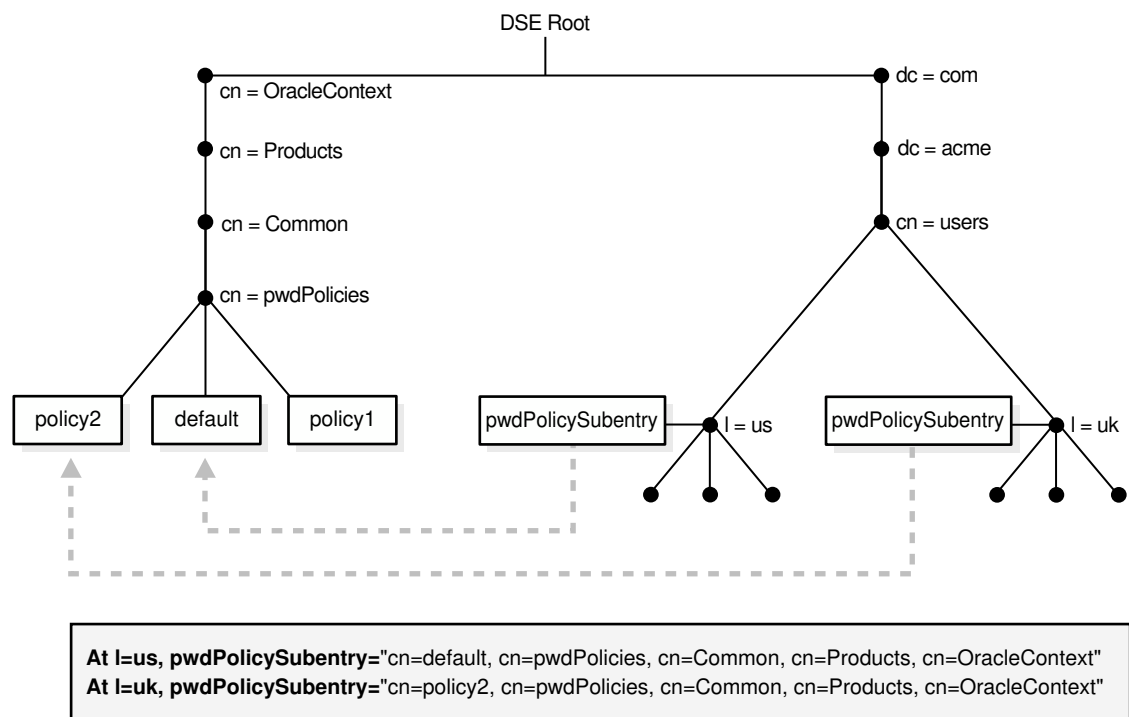 DSE Root
cn = OracleContext
dc = com
cn = Products
dc = acme
cn = Common
cn = users
cn = pwdPolicies
policy2
default
policy1
pwdPolicySubentry
l = us
pwdPolicySubentry
l = uk
At l=us, pwdPolicySubentry="cn=default, cn=pwdPolicies, cn=Common, cn=Products, cn=OracleContext"
At l=uk, pwdPolicySubentry="cn=policy2, cn=pwdPolicies, cn=Common, cn=Products, cn=OracleContext"